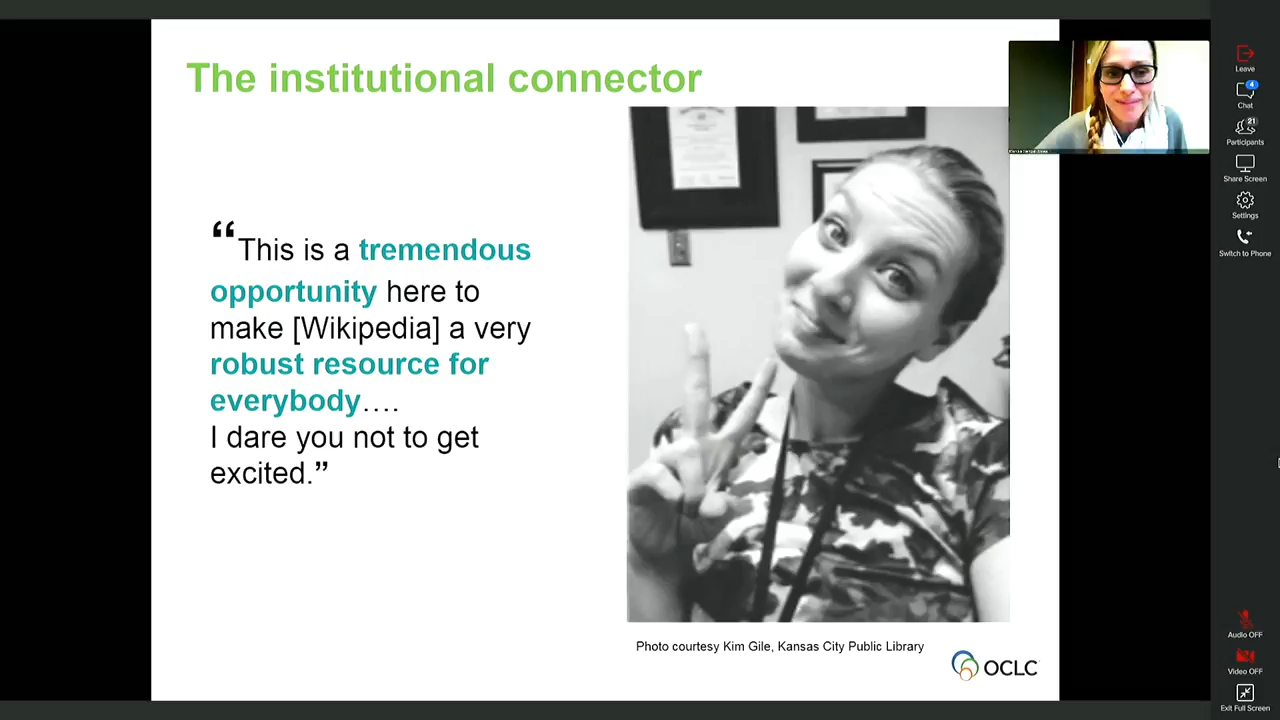 The institutional connector
“This is a tremendous
opportunity here to
make [Wikipedia] a very
robust resource for
everybody….
I dare you not to get
excited.”
Photo courtesy Kim Gile, Kansas City Public Library
OCLC
Leave
4
Chat
21
Participants
Share Screen
Settings
Switch to Phone
Audio OFF
Video OFF
Exit Full Screen